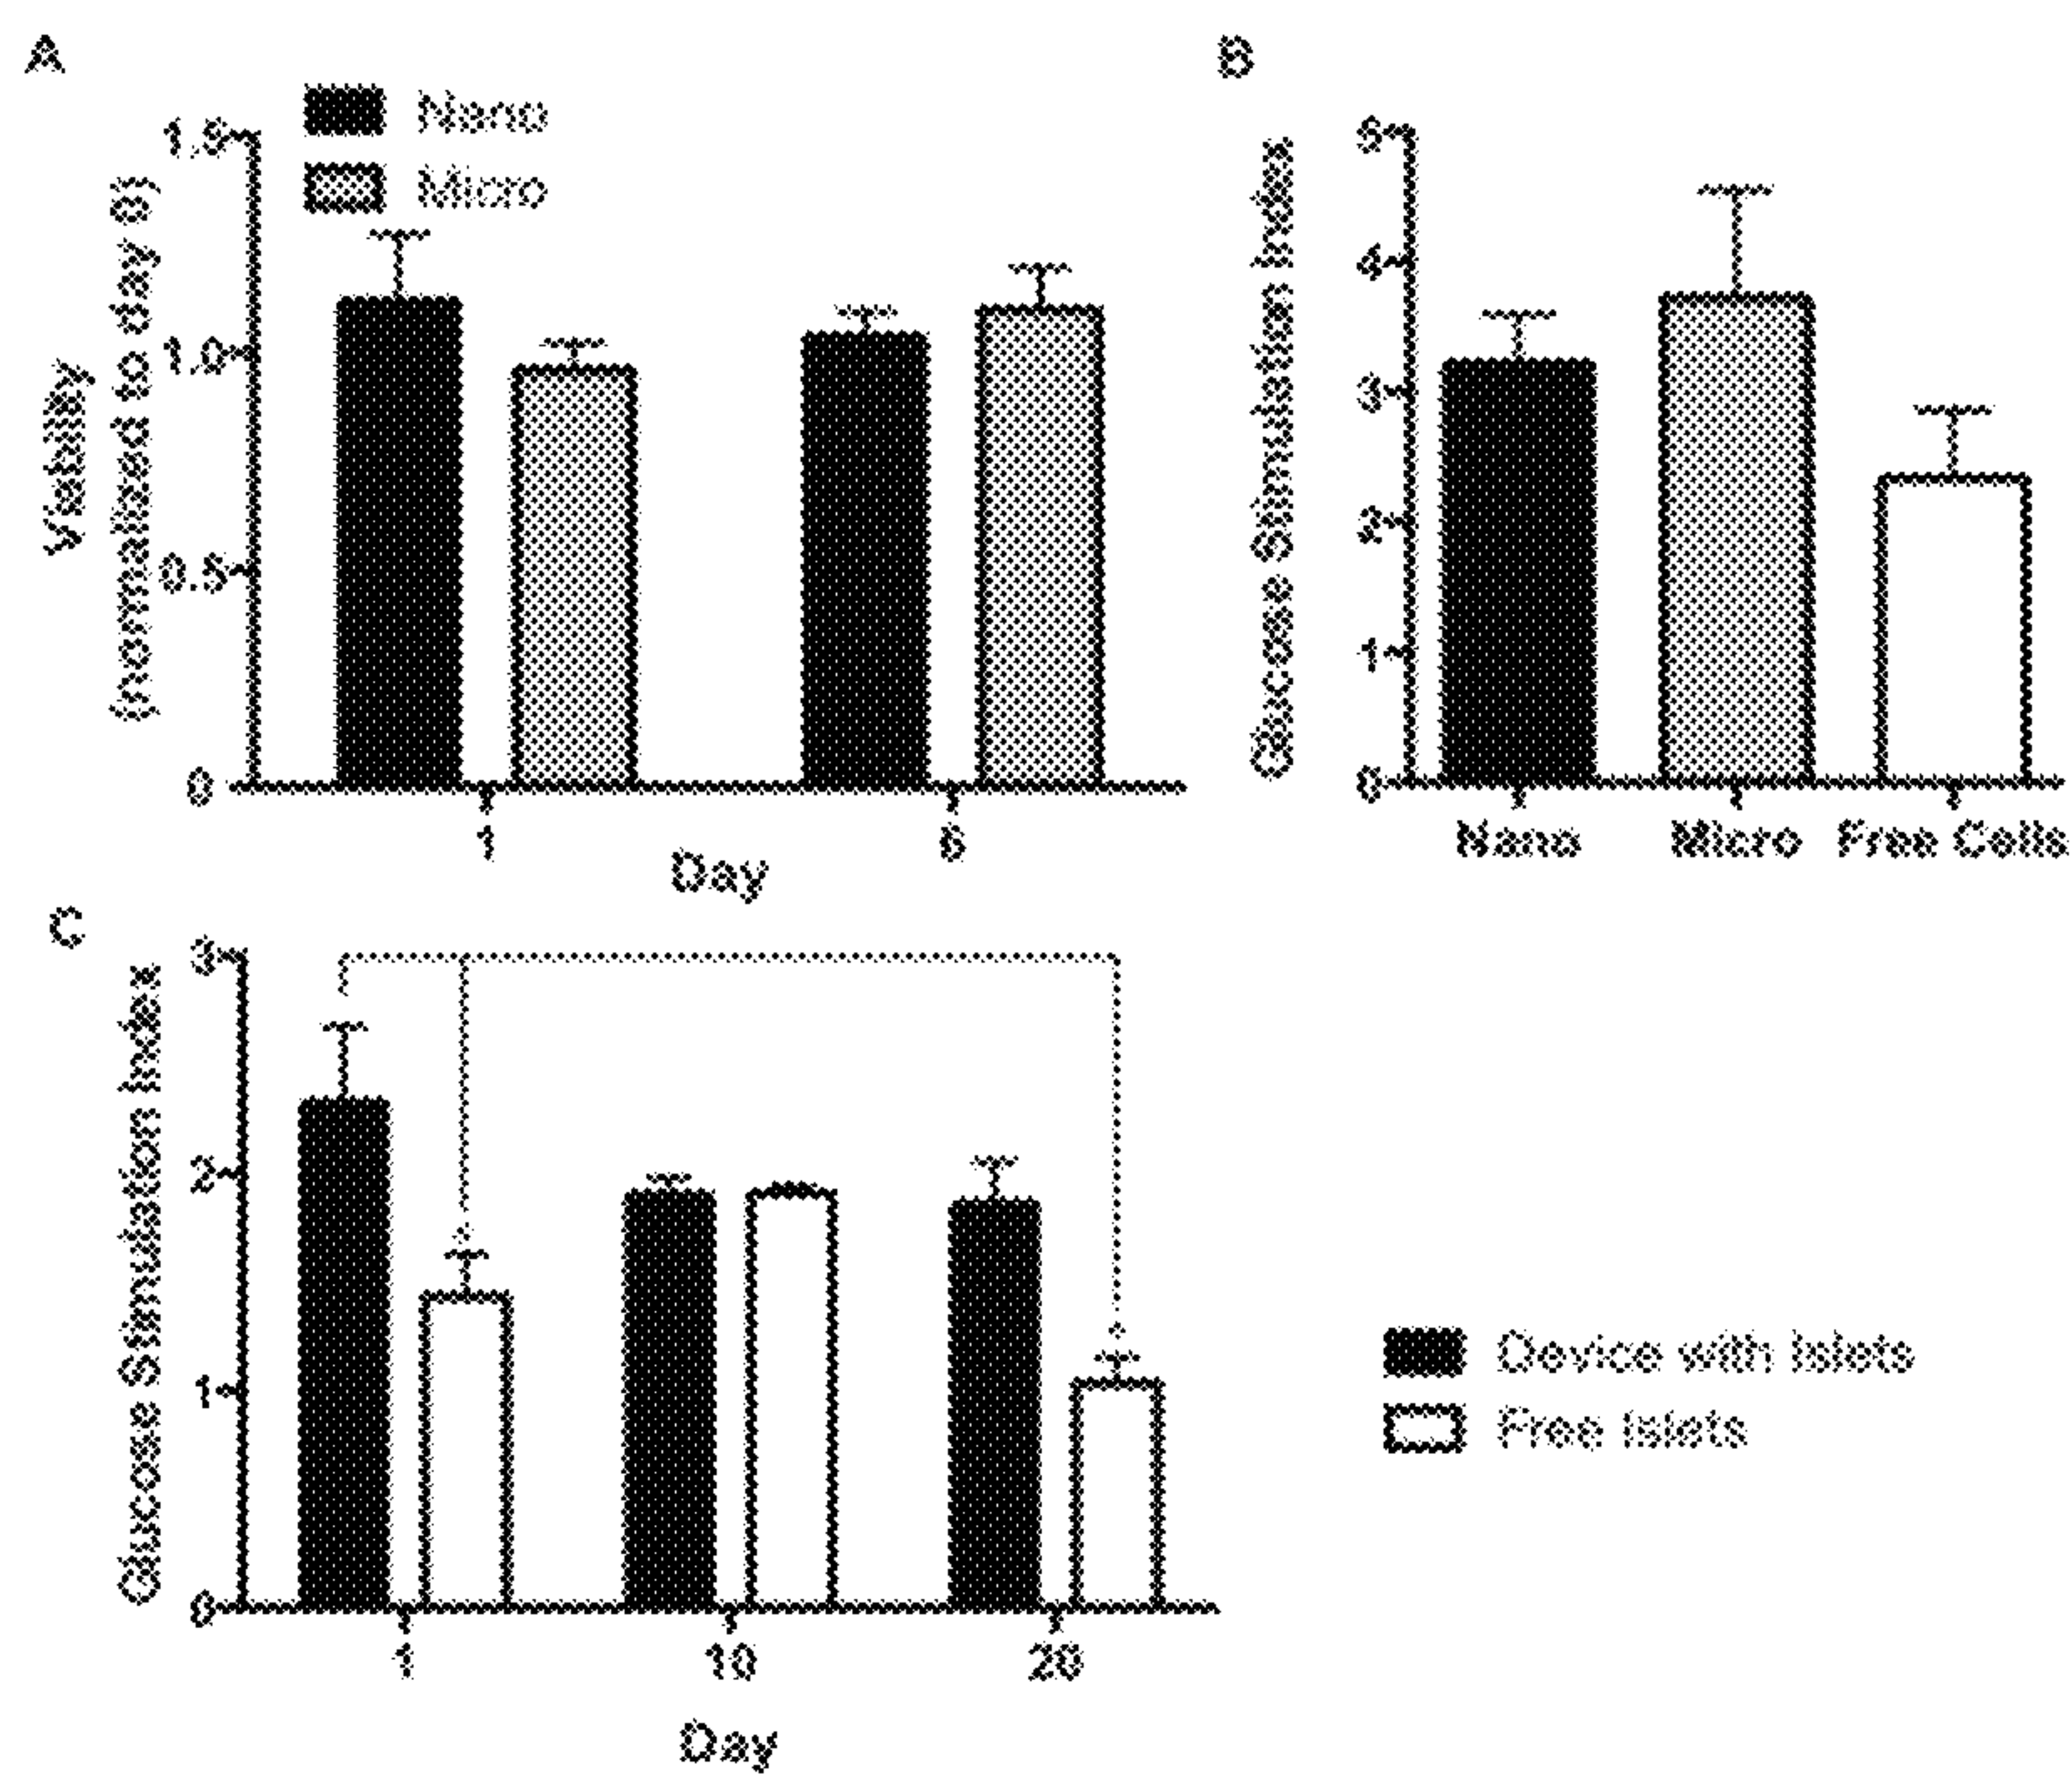 A
Nano
Micro
Viability
(normalized to day 0)
1.5
1.0
0.5
0
1
6
Day
B
Glucose Stimulation Index
5
4
3
2
1
0
Nano
Micro
Free Cells
C
Glucose Stimulation Index
3
2
1
0
*
*
1
10
20
Day
Device with Islets
Free Islets